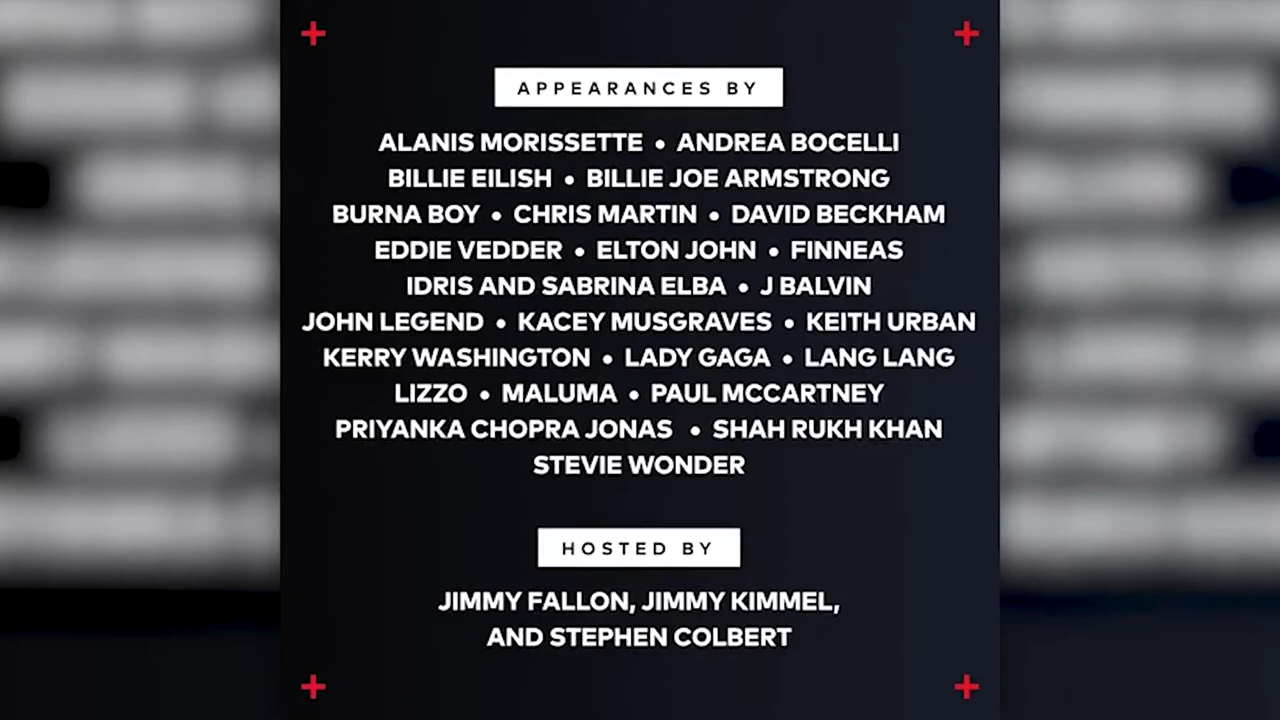 APPEARANCES BY
ALANIS MORISSETTE • ANDREA BOCELLI
BILLIE EILISH • BILLIE JOE ARMSTRONG
BURNA BOY • CHRIS MARTIN • DAVID BECKHAM
EDDIE VEDDER • ELTON JOHN • FINNEAS
IDRIS AND SABRINA ELBA • J BALVIN
JOHN LEGEND • KACEY MUSGRAVES • KEITH URBAN
KERRY WASHINGTON • LADY GAGA • LANG LANG
LIZZO • MALUMA • PAUL MCCARTNEY
PRIYANKA CHOPRA JONAS • SHAH RUKH KHAN
STEVIE WONDER
HOSTED BY
JIMMY FALLON, JIMMY KIMMEL,
AND STEPHEN COLBERT